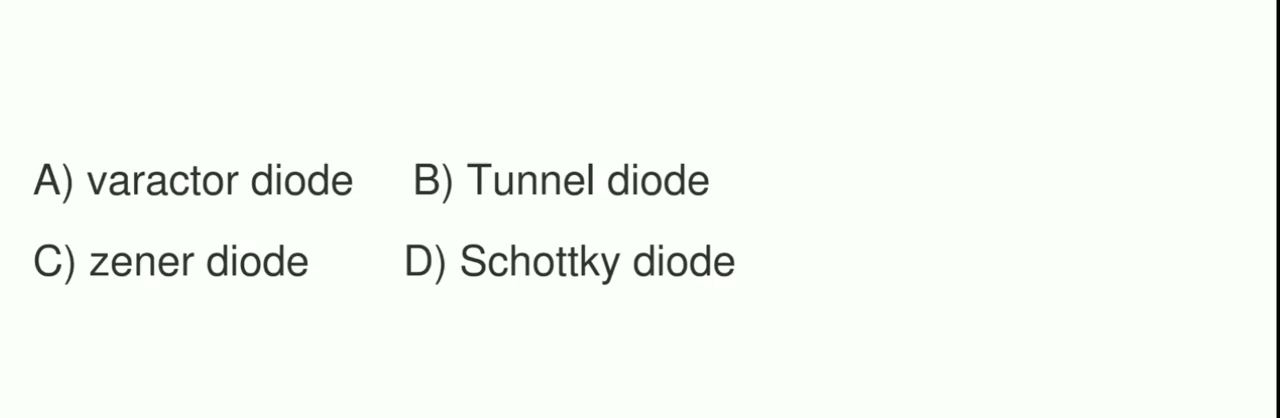 A) varactor diode B) Tunnel diode
C) zener diode D) Schottky diode